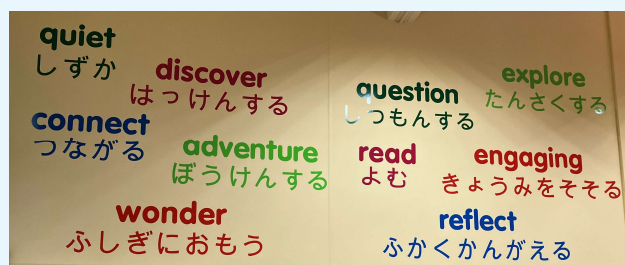 quiet
しずか
discover
はっけんする
connect
つながる
adventure
ぼうけんする
wonder
ふしぎにおもう
question
しつもんする
explore
たんさくする
read
よむ
engaging
きょうみをそそる
reflect
ふかくかんがえる